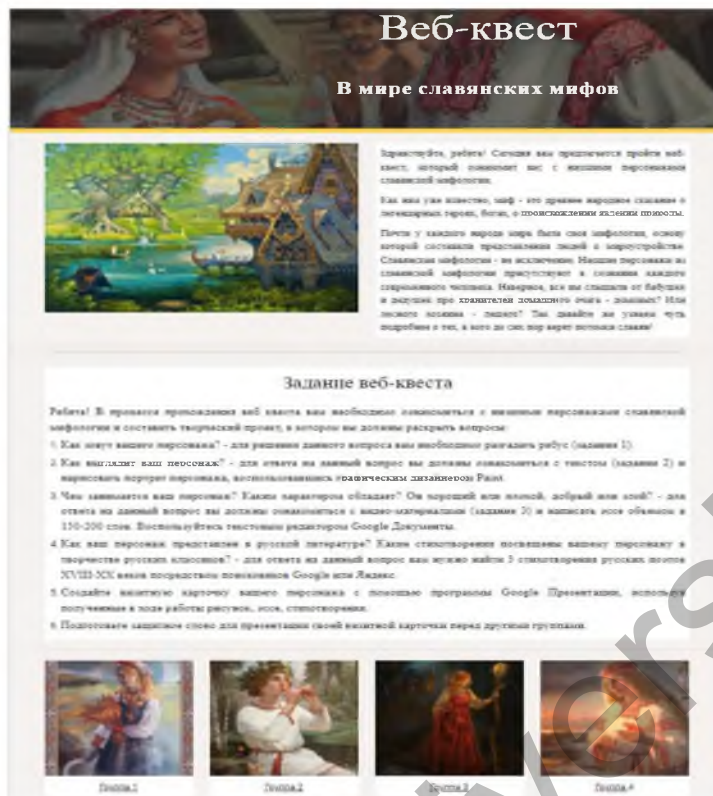 Веб-квест
В мире славянских мифов
Здравствуйте, ребята! Сегодня вам предлагается пройти веб-
квест, который ознакомит вас с низшими персонажами
славянской мифологии.
Как вам уже известно, миф - это древнее народное сказание о
легендарных героях, богах, о происхождении явлений природы.
Почти у каждого народа мира была своя мифология, основу
которой составили представления людей о мироустройстве.
Славянская мифология - не исключение. Низшие персонажи из
славянской мифологии присутствуют в сознании каждого
современного человека. Наверное, все вы слышали от бабушек
и дедушек про хранителей домашнего очага - домовых? Или
лесного хозяина - лешего? Так давайте же узнаем чуть
подробнее о тех, в кого до сих пор верят потомки славян!
Задание веб-квеста
Ребята! В процессе прохождения веб квеста вам необходимо ознакомиться с низшими персонажами славянской
мифологии и составить творческий проект, в котором вы должны раскрыть вопросы:
1. Как зовут вашего персонажа? - для решения данного вопроса вам необходимо разгадать ребус (задание 1).
2. Как выглядит ваш персонаж? - для ответа на данный вопрос вы должны ознакомиться с текстом (задание 2) и
нарисовать портрет персонажа, воспользовавшись графическим дизайнером Paint.
3. Чем занимается ваш персонаж? Каким характером обладает? Он хороший или плохой, добрый или злой? - для
ответа на данный вопрос вы должны ознакомиться с видео-материалами (задание 3) и написать эссе объемом в
150-200 слов. Воспользуйтесь текстовым редактором Google Документы.
4. Как ваш персонаж представлен в русской литературе? Какие стихотворения посвящены вашему персонажу в
творчестве русских классиков? - для ответа на данный вопрос вам нужно найти 3 стихотворения русских поэтов
XVIII-XX веков посредством поисковиков Google или Яндекс.
5. Создайте визитную карточку вашего персонажа с помощью программы Google Презентации, используя
полученные в ходе работы рисунок, эссе, стихотворения.
6. Подготовьте защитное слово для презентации своей визитной карточки перед другими группами.
Группа 1
Группа 2
Группа 3
Группа 4